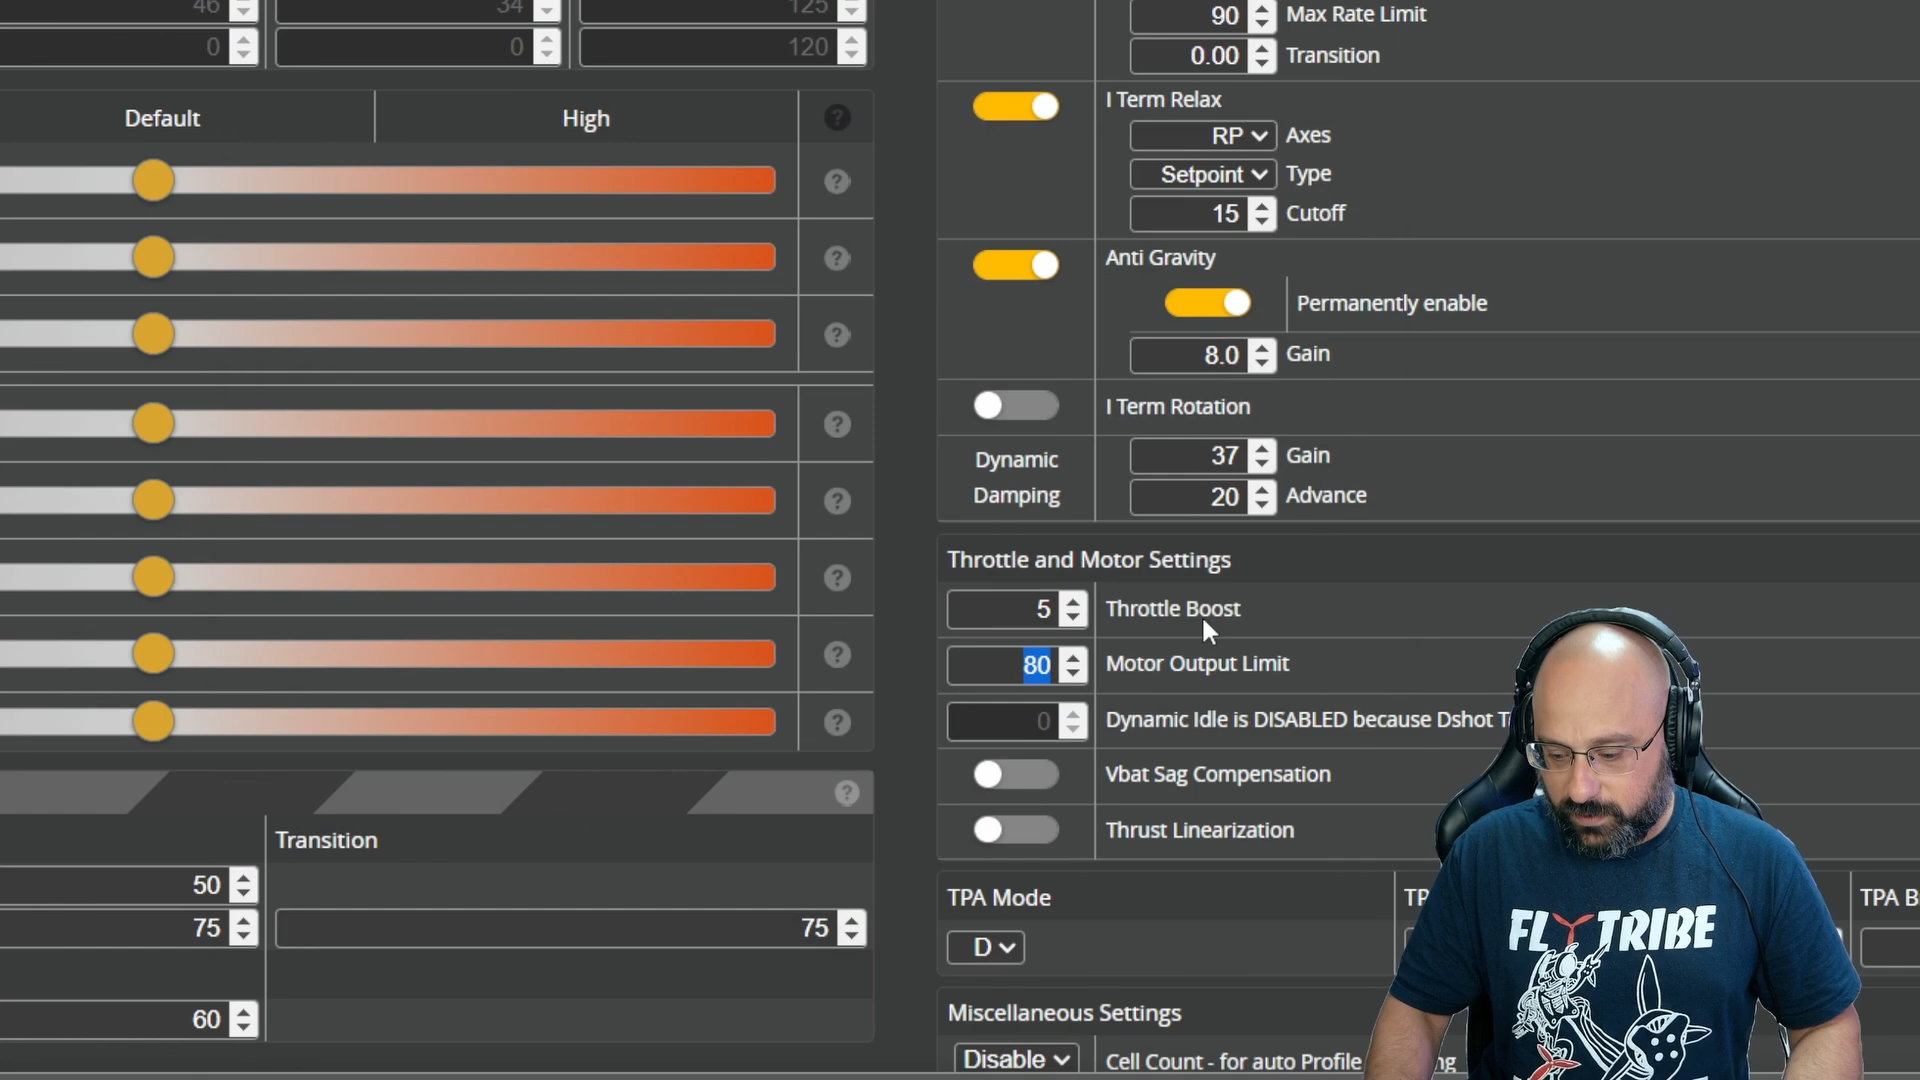 46 34 125
0 0 120
Default High ?
?
?
?
?
?
?
?
?
?
Transition
50
75 75
60
90 Max Rate Limit
0.00 Transition
I Term Relax
RP Axes
Setpoint Type
15 Cutoff
Anti Gravity
Permanently enable
8.0 Gain
I Term Rotation
Dynamic
Damping
37 Gain
20 Advance
Throttle and Motor Settings
5 Throttle Boost
80 Motor Output Limit
0 Dynamic Idle is DISABLED because Dshot
Vbat Sag Compensation
Thrust Linearization
TPA Mode
D
Miscellaneous Settings
Disable Cell Count - for auto Profile
TPA
FLYTRIBE